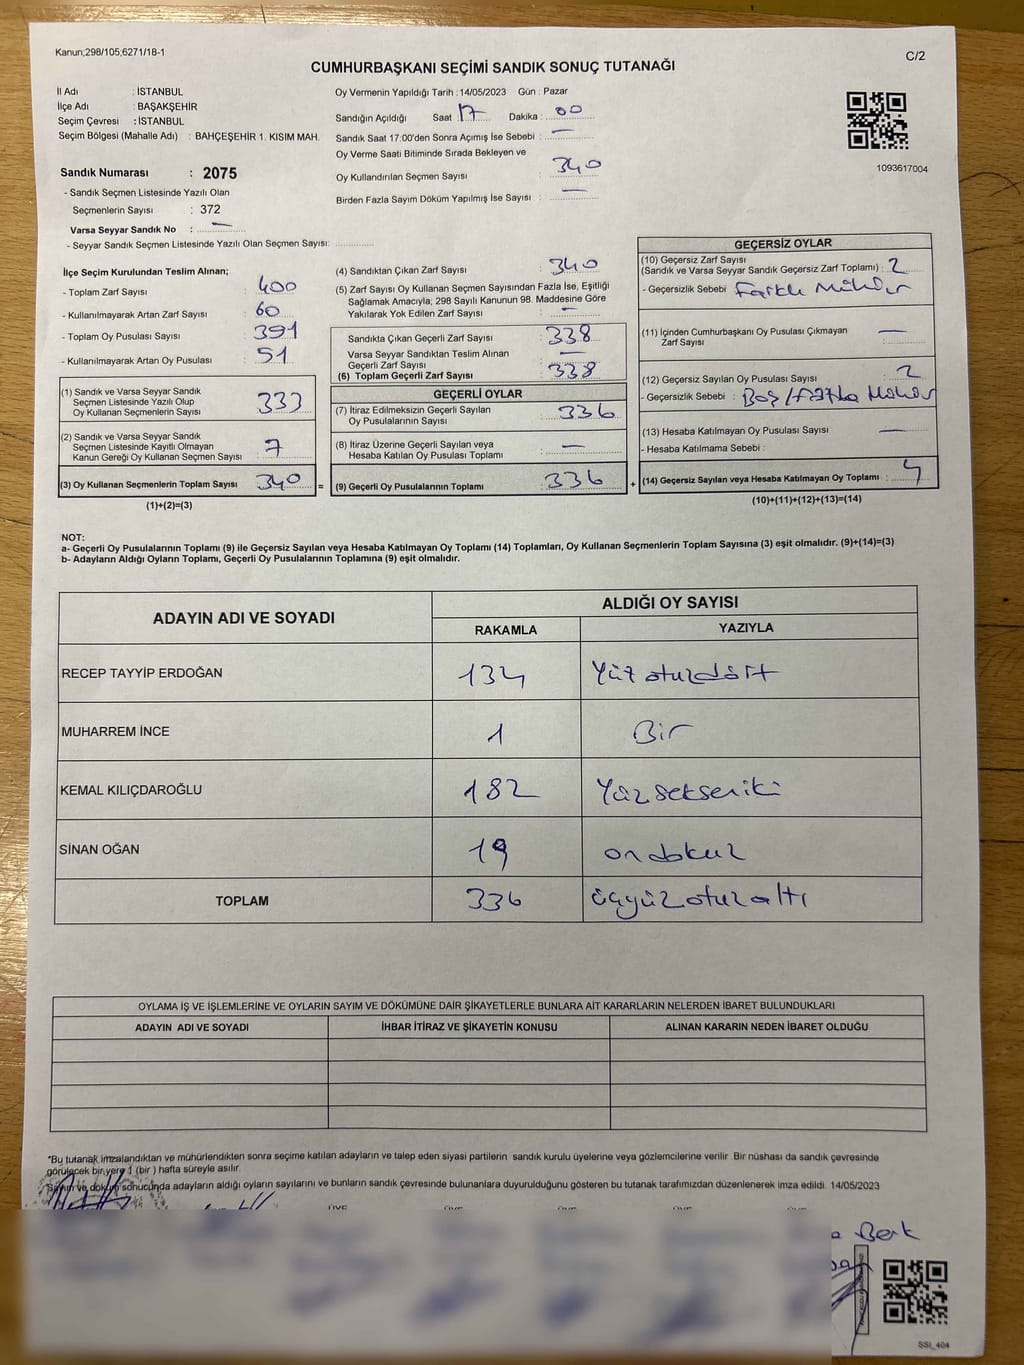 Kanun;298/105,6271/18-1
C/2
CUMHURBAŞKANI SEÇİMİ SANDIK SONUÇ TUTANAĞI
İl Adı : İSTANBUL
İlçe Adı : BAŞAKŞEHİR
Seçim Çevresi : İSTANBUL
Seçim Bölgesi (Mahalle Adı) : BAHÇEŞEHİR 1. KISIM MAH.
Sandık Numarası : 2075
- Sandık Seçmen Listesinde Yazılı Olan
Seçmenlerin Sayısı : 372
Varsa Seyyar Sandık No : —
- Seyyar Sandık Seçmen Listesinde Yazılı Olan Seçmen Sayısı: ............
Oy Vermenin Yapıldığı Tarih : 14/05/2023 Gün : Pazar
Sandığın Açıldığı Saat 17 Dakika : 00
Sandık Saat 17:00'den Sonra Açımış İse Sebebi : —
Oy Verme Saati Bitiminde Sırada Bekleyen ve
Oy Kullandırılan Seçmen Sayısı : 340
Birden Fazla Sayım Döküm Yapılmış İse Sayısı : —
1093617004
İlçe Seçim Kurulundan Teslim Alınan;
- Toplam Zarf Sayısı : 400
- Kullanılmayarak Artan Zarf Sayısı : 60
- Toplam Oy Pusulası Sayısı : 391
- Kullanılmayarak Artan Oy Pusulası : 51
(1) Sandık ve Varsa Seyyar Sandık
Seçmen Listesinde Yazılı Olup
Oy Kullanan Seçmenlerin Sayısı : 333
(2) Sandık ve Varsa Seyyar Sandık
Seçmen Listesinde Kayıtlı Olmayan
Kanun Gereği Oy Kullanan Seçmen Sayısı : 7
(3) Oy Kullanan Seçmenlerin Toplam Sayısı : 340 =
(1)+(2)=(3)
(4) Sandıktan Çıkan Zarf Sayısı : 340
(5) Zarf Sayısı Oy Kullanan Seçmen Sayısından Fazla İse, Eşitliği
Sağlamak Amacıyla; 298 Sayılı Kanunun 98. Maddesine Göre
Yakılarak Yok Edilen Zarf Sayısı : —
Sandıkta Çıkan Geçerli Zarf Sayısı : 338
Varsa Seyyar Sandıktan Teslim Alınan
Geçerli Zarf Sayısı : —
(6) Toplam Geçerli Zarf Sayısı : 338
GEÇERLİ OYLAR
(7) İtiraz Edilmeksizin Geçerli Sayılan
Oy Pusulalarının Sayısı : 336
(8) İtiraz Üzerine Geçerli Sayılan veya
Hesaba Katılan Oy Pusulası Toplamı : —
(9) Geçerli Oy Pusulalarının Toplamı : 336 +
GEÇERSİZ OYLAR
(10) Geçersiz Zarf Sayısı
(Sandık ve Varsa Seyyar Sandık Geçersiz Zarf Toplamı) : 2
- Geçersizlik Sebebi : Farklı Mühür
(11) İçinden Cumhurbaşkanı Oy Pusulası Çıkmayan
Zarf Sayısı : —
(12) Geçersiz Sayılan Oy Pusulası Sayısı : 2
- Geçersizlik Sebebi : Boş / Mühür
(13) Hesaba Katılmayan Oy Pusulası Sayısı : —
- Hesaba Katılmama Sebebi :
(14) Geçersiz Sayılan veya Hesaba Katılmayan Oy Toplamı : 4
(10)+(11)+(12)+(13)=(14)
NOT:
a- Geçerli Oy Pusulalarının Toplamı (9) ile Geçersiz Sayılan veya Hesaba Katılmayan Oy Toplamı (14) Toplamları, Oy Kullanan Seçmenlerin Toplam Sayısına (3) eşit olmalıdır. (9)+(14)=(3)
b- Adayların Aldığı Oyların Toplamı, Geçerli Oy Pusulalarının Toplamına (9) eşit olmalıdır.
ADAYIN ADI VE SOYADI ALDIĞI OY SAYISI
RAKAMLA YAZIYLA
RECEP TAYYİP ERDOĞAN 134 Yüz otuzdört
MUHARREM İNCE 1 Bir
KEMAL KILIÇDAROĞLU 182 Yüzsekseniki
SİNAN OĞAN 19 ondokuz
TOPLAM 336 üçyüzotuzaltı
OYLAMA İŞ VE İŞLEMLERİNE VE OYLARIN SAYIM VE DÖKÜMÜNE DAİR ŞİKAYETLERLE BUNLARA AİT KARARLARIN NELERDEN İBARET BULUNDUKLARI
ADAYIN ADI VE SOYADI İHBAR İTİRAZ VE ŞİKAYETİN KONUSU ALINAN KARARIN NEDEN İBARET OLDUĞU
*Bu tutanak imzalandıktan ve mühürlendikten sonra seçime katılan adayların ve talep eden siyasi partilerin sandık kurulu üyelerine veya gözlemcilerine verilir .Bir nüshası da sandık çevresinde
görülecek bir yere 1 (bir ) hafta süreyle asılır.
Sayım ve döküm sonucunda adayların aldığı oyların sayılarını ve bunların sandık çevresinde bulunanlara duyurulduğunu gösteren bu tutanak tarafımızdan düzenlenerek imza edildi. 14/05/2023
Berk
SSI_404